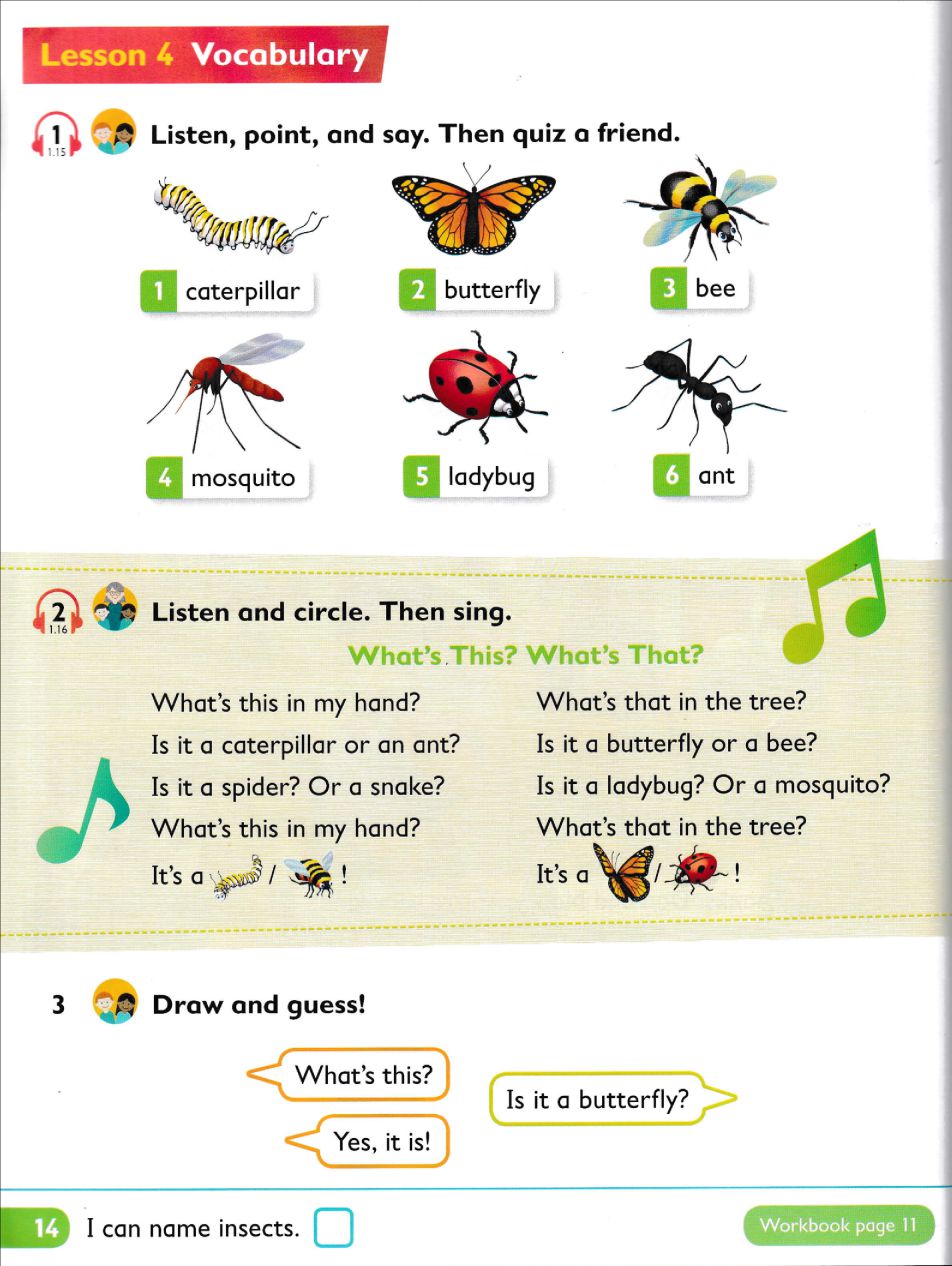 Lesson 4 Vocabulary
1
1.15
Listen, point, and say. Then quiz a friend.
1 caterpillar
2 butterfly
3 bee
4 mosquito
5 ladybug
6 ant
2
1.16
Listen and circle. Then sing.
What's This? What's That?
What's this in my hand?
Is it a caterpillar or an ant?
Is it a spider? Or a snake?
What's this in my hand?
It's a / !
What's that in the tree?
Is it a butterfly or a bee?
Is it a ladybug? Or a mosquito?
What's that in the tree?
It's a / !
3 Draw and guess!
What's this?
Is it a butterfly?
Yes, it is!
14 I can name insects.
Workbook page 11